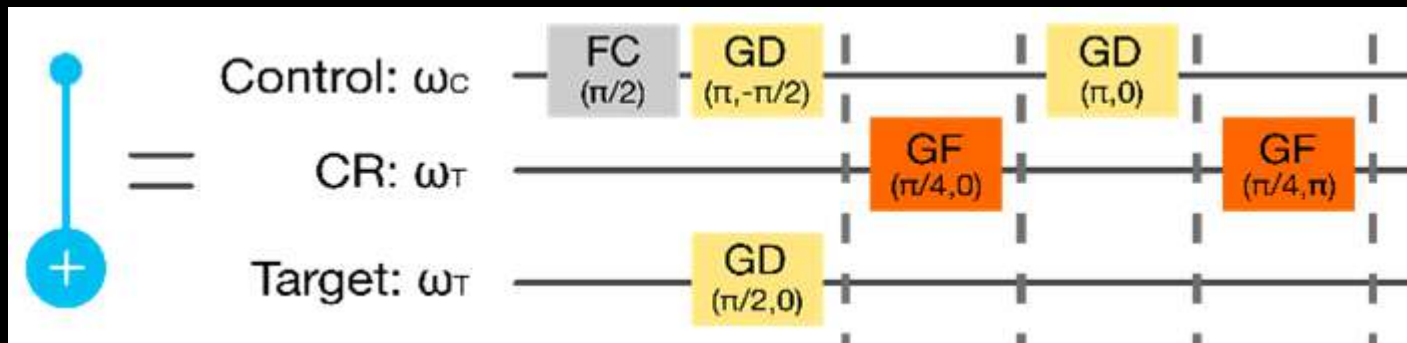 Control: ωC
FC
(π/2)
GD
(π,-π/2)
GD
(π,0)
=
CR: ωT
GF
(π/4,0)
GF
(π/4,π)
+
Target: ωT
GD
(π/2,0)